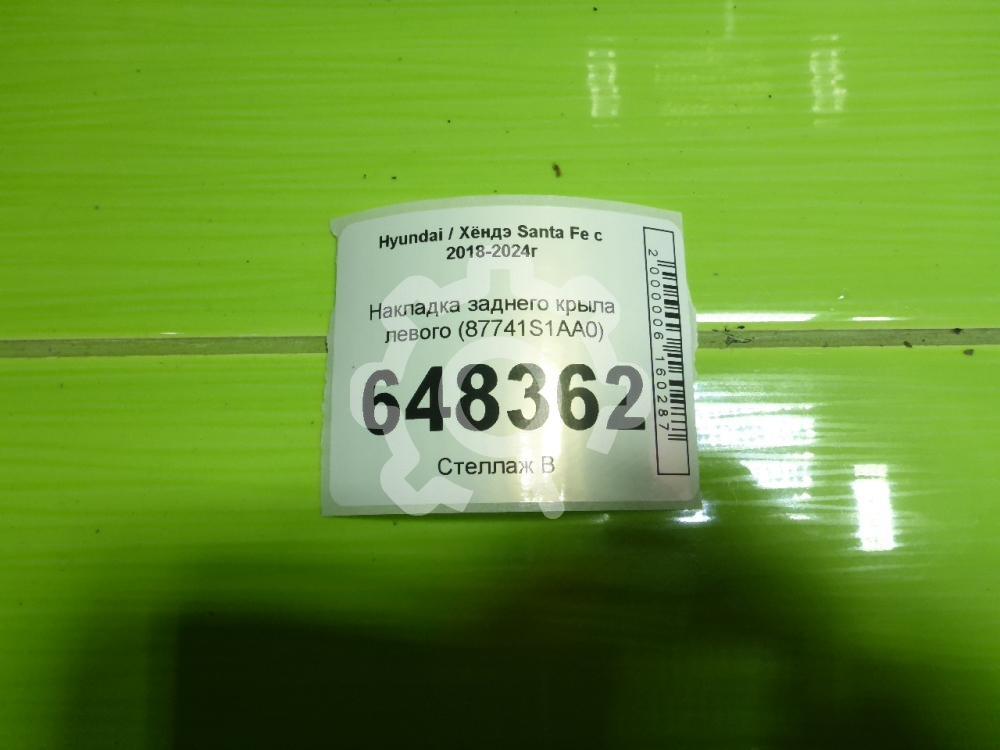 Hyundai / Хёндэ Santa Fe с
2018-2024г
Накладка заднего крыла
левого (87741S1AA0)
648362
Стеллаж В
2000006160287